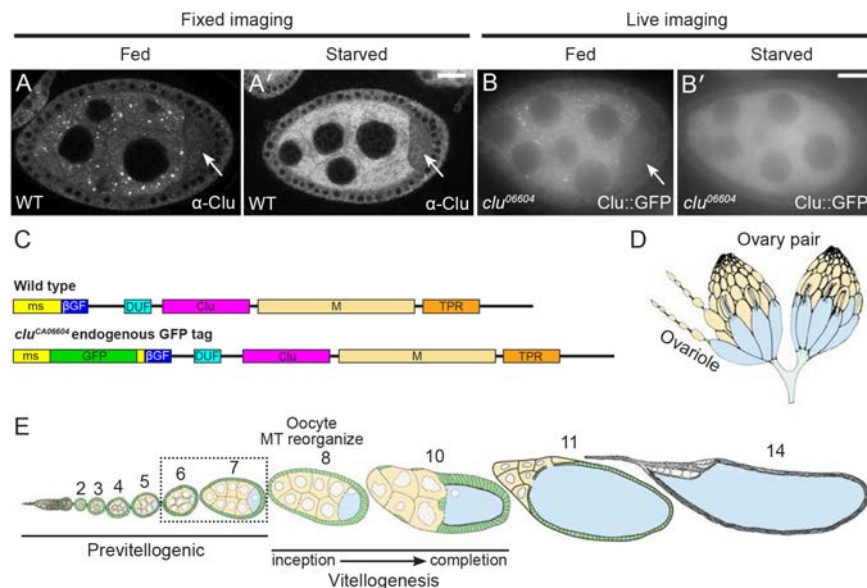 Fixed imaging
Live imaging
Fed
Starved
Fed
Starved
A
WT
α-Clu
A′
WT
α-Clu
B
clu⁰⁶⁶⁰⁴
Clu::GFP
B′
clu⁰⁶⁶⁰⁴
Clu::GFP
C
Wild type
ms βGF DUF Clu M TPR
cluᶜᴬ⁰⁶⁶⁰⁴ endogenous GFP tag
ms GFP βGF DUF Clu M TPR
D
Ovary pair
Ovariole
E
Oocyte
MT reorganize
2 3 4 5 6 7 8 10 11 14
Previtellogenic
inception completion
Vitellogenesis